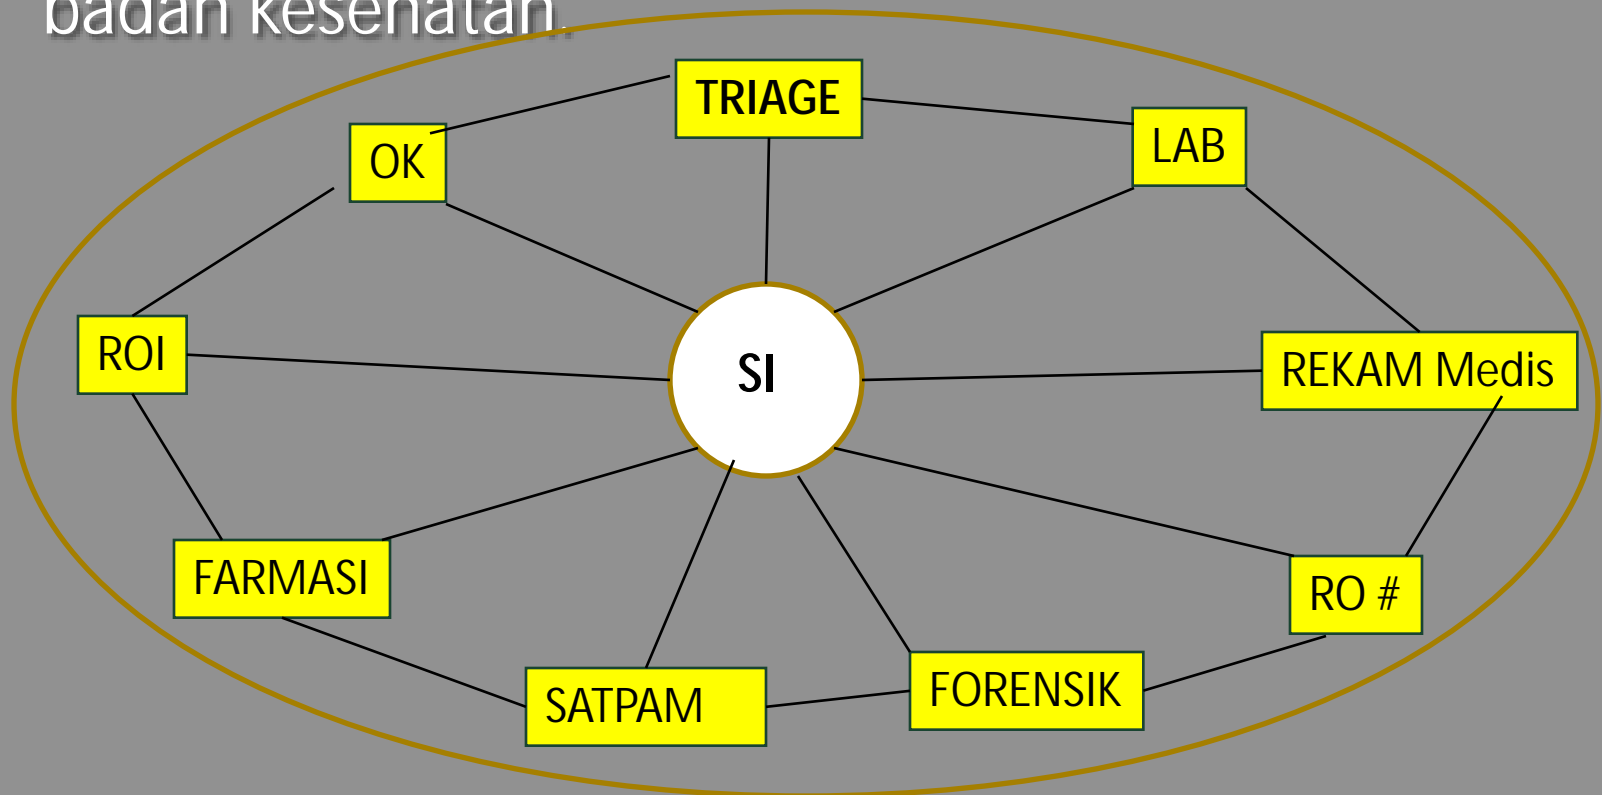 badan kesehatan.
TRIAGE
OK
LAB
ROI
SI
REKAM Medis
FARMASI
RO #
SATPAM
FORENSIK